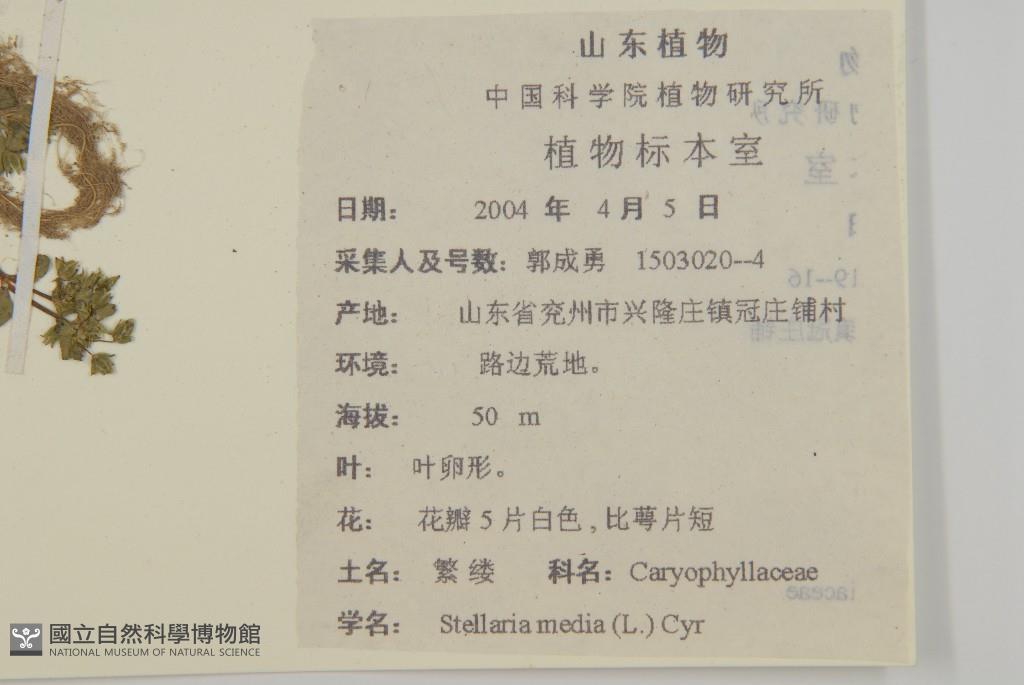 山东植物
中国科学院植物研究所
植物标本室
日期: 2004 年 4 月 5 日
采集人及号数: 郭成勇 1503020--4
产地: 山东省兖州市兴隆庄镇冠庄铺村
环境: 路边荒地。
海拔: 50 m
叶: 叶卵形。
花: 花瓣 5 片白色,比萼片短
土名: 繁缕 科名: Caryophyllaceae
学名: Stellaria media (L.) Cyr
國立自然科學博物館
NATIONAL MUSEUM OF NATURAL SCIENCE